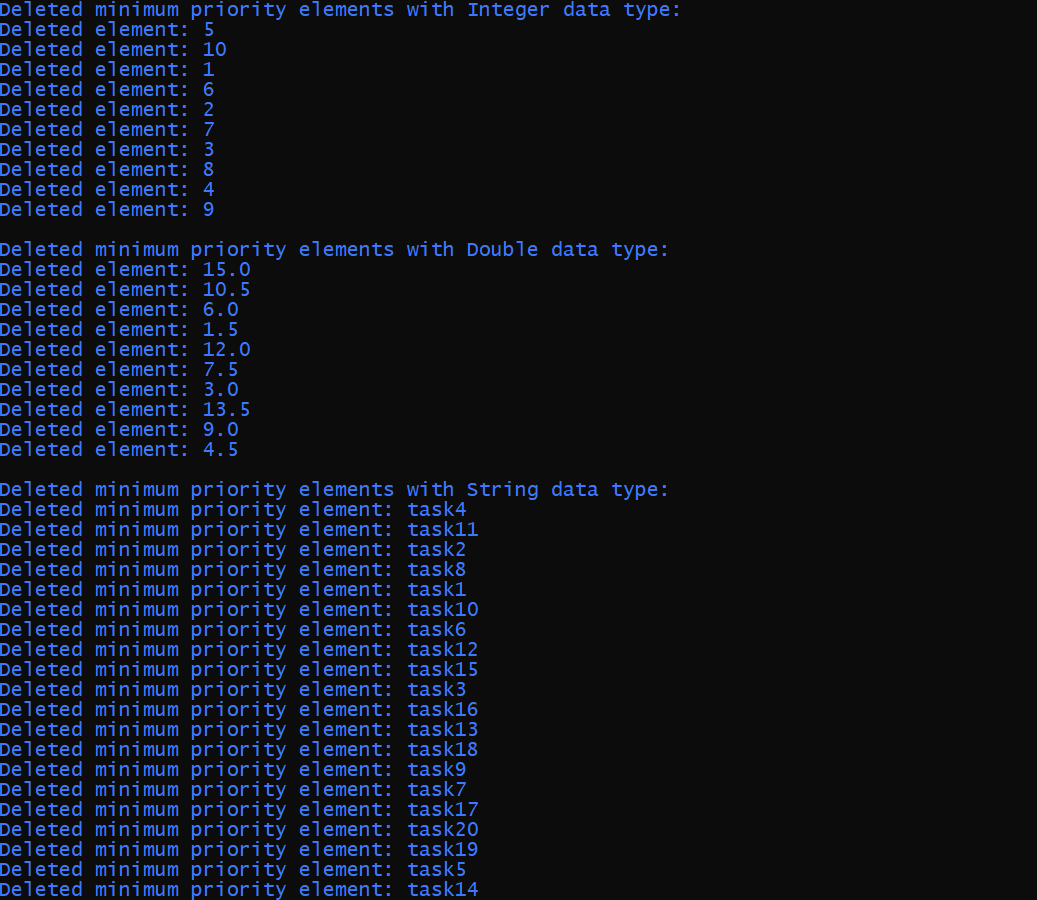 Deleted minimum priority elements with Integer data type:
Deleted element: 5
Deleted element: 10
Deleted element: 1
Deleted element: 6
Deleted element: 2
Deleted element: 7
Deleted element: 3
Deleted element: 8
Deleted element: 4
Deleted element: 9

Deleted minimum priority elements with Double data type:
Deleted element: 15.0
Deleted element: 10.5
Deleted element: 6.0
Deleted element: 1.5
Deleted element: 12.0
Deleted element: 7.5
Deleted element: 3.0
Deleted element: 13.5
Deleted element: 9.0
Deleted element: 4.5

Deleted minimum priority elements with String data type:
Deleted minimum priority element: task4
Deleted minimum priority element: task11
Deleted minimum priority element: task2
Deleted minimum priority element: task8
Deleted minimum priority element: task1
Deleted minimum priority element: task10
Deleted minimum priority element: task6
Deleted minimum priority element: task12
Deleted minimum priority element: task15
Deleted minimum priority element: task3
Deleted minimum priority element: task16
Deleted minimum priority element: task13
Deleted minimum priority element: task18
Deleted minimum priority element: task9
Deleted minimum priority element: task7
Deleted minimum priority element: task17
Deleted minimum priority element: task20
Deleted minimum priority element: task19
Deleted minimum priority element: task5
Deleted minimum priority element: task14